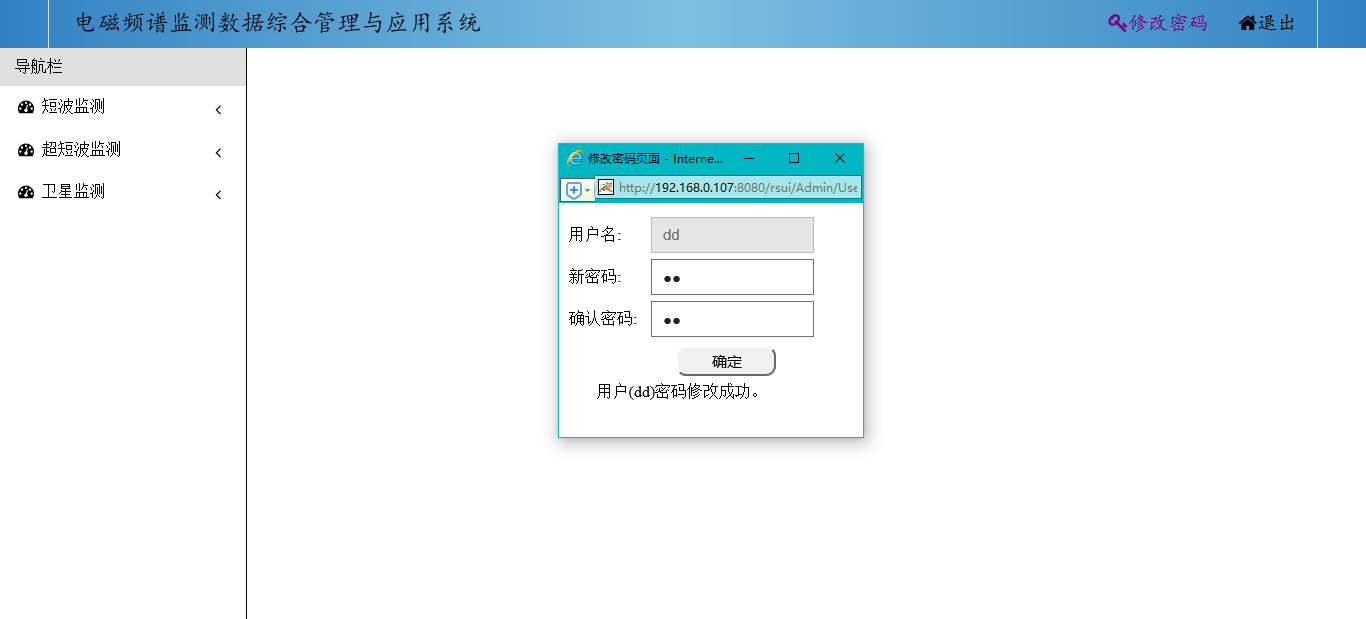 电磁频谱监测数据综合管理与应用系统
修改密码 退出
导航栏
短波监测
超短波监测
卫星监测
修改密码页面 - Interne...
http://192.168.0.107:8080/rsui/Admin/Use
用户名: dd
新密码: ●●
确认密码: ●●
确定
用户(dd)密码修改成功。